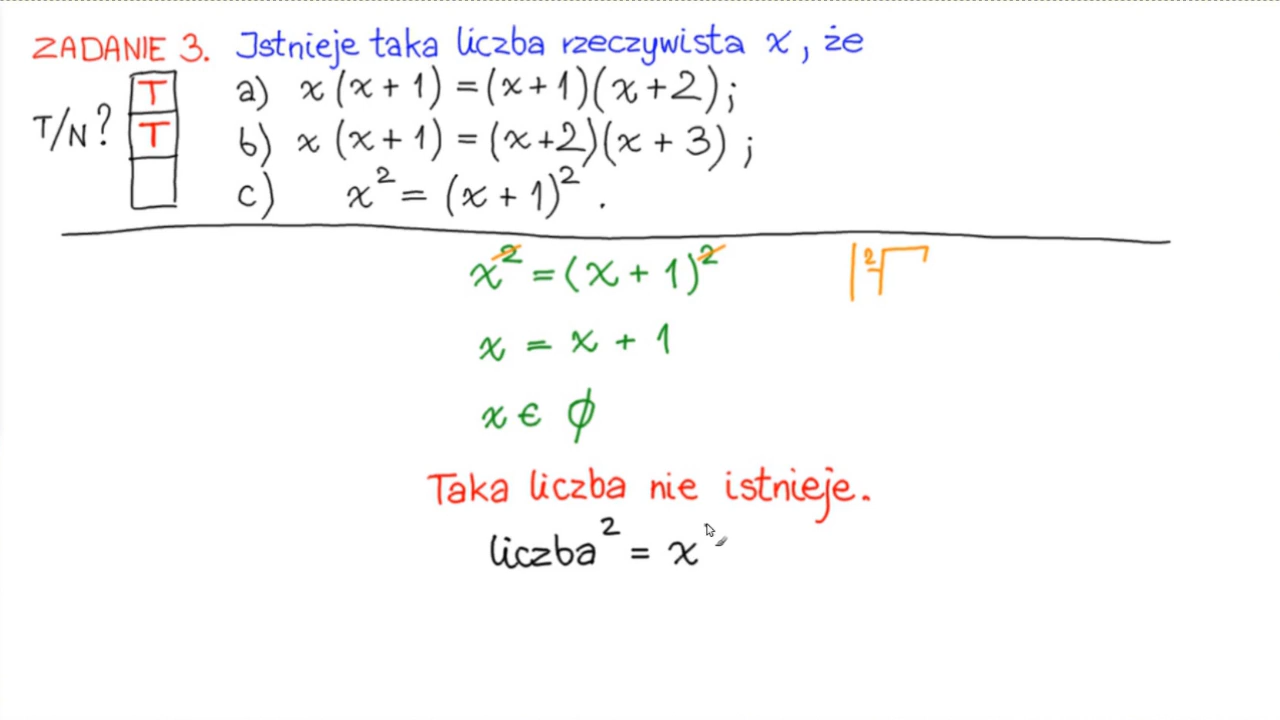 ZADANIE 3. Istnieje taka liczba rzeczywista x, że
T a) x(x+1)=(x+1)(x+2);
T/N? T b) x(x+1)=(x+2)(x+3);
c) x²=(x+1)².
x²=(x+1)² |²√
x = x + 1
x ∈ ϕ
Taka liczba nie istnieje.
liczba² = x